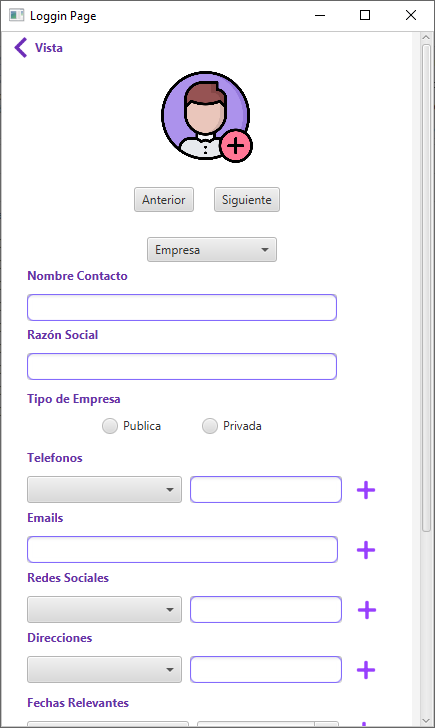 Loggin Page
Vista
Anterior Siguiente
Empresa
Nombre Contacto
Razón Social
Tipo de Empresa
Publica Privada
Telefonos
Emails
Redes Sociales
Direcciones
Fechas Relevantes